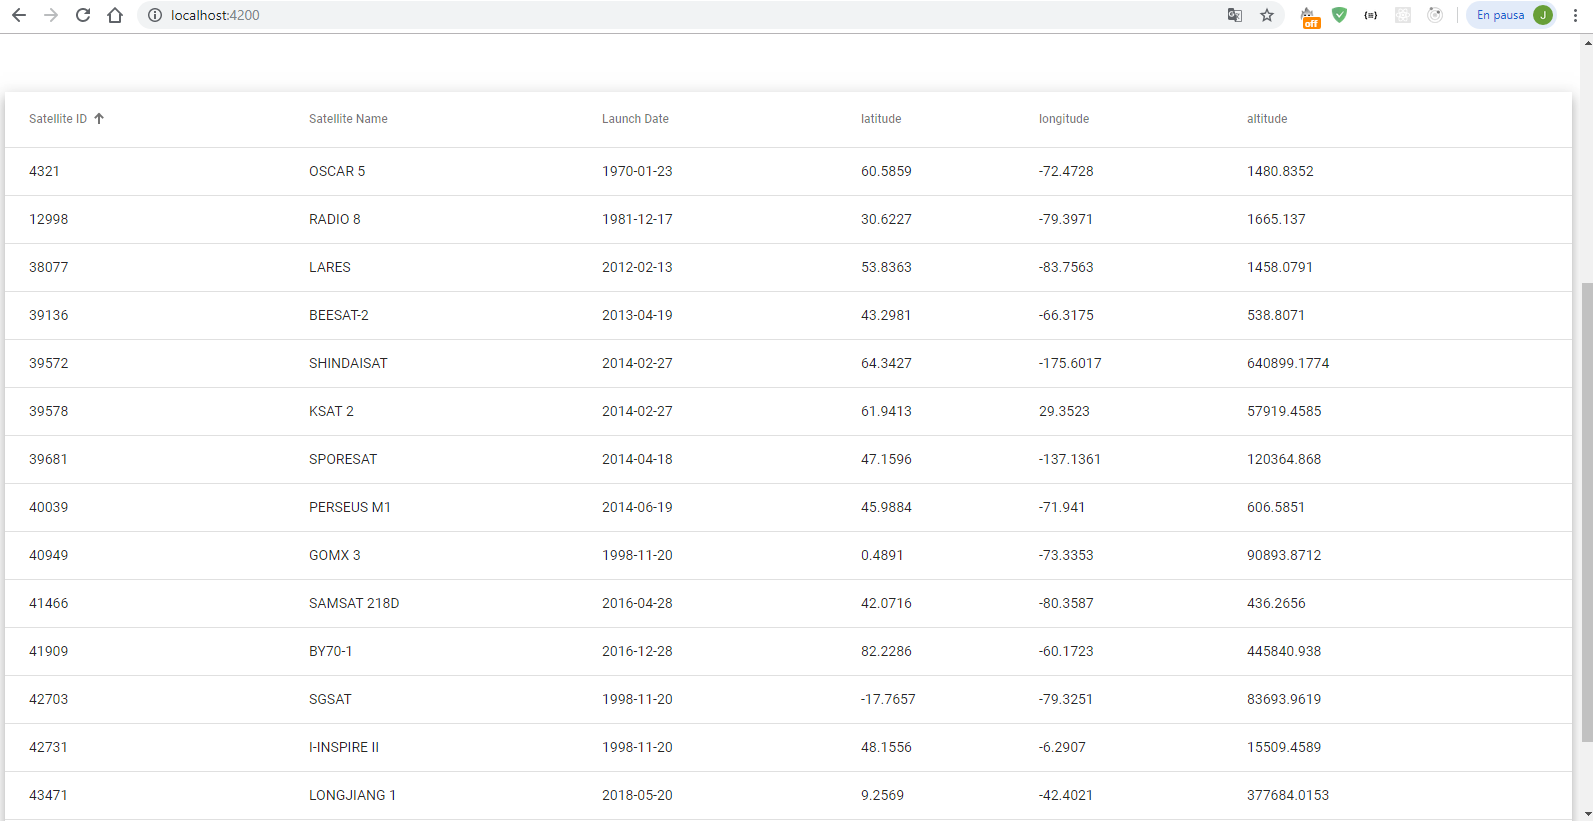 localhost:4200
off
En pausa J
Satellite ID Satellite Name Launch Date latitude longitude altitude
4321 OSCAR 5 1970-01-23 60.5859 -72.4728 1480.8352
12998 RADIO 8 1981-12-17 30.6227 -79.3971 1665.137
38077 LARES 2012-02-13 53.8363 -83.7563 1458.0791
39136 BEESAT-2 2013-04-19 43.2981 -66.3175 538.8071
39572 SHINDAISAT 2014-02-27 64.3427 -175.6017 640899.1774
39578 KSAT 2 2014-02-27 61.9413 29.3523 57919.4585
39681 SPORESAT 2014-04-18 47.1596 -137.1361 120364.868
40039 PERSEUS M1 2014-06-19 45.9884 -71.941 606.5851
40949 GOMX 3 1998-11-20 0.4891 -73.3353 90893.8712
41466 SAMSAT 218D 2016-04-28 42.0716 -80.3587 436.2656
41909 BY70-1 2016-12-28 82.2286 -60.1723 445840.938
42703 SGSAT 1998-11-20 -17.7657 -79.3251 83693.9619
42731 I-INSPIRE II 1998-11-20 48.1556 -6.2907 15509.4589
43471 LONGJIANG 1 2018-05-20 9.2569 -42.4021 377684.0153